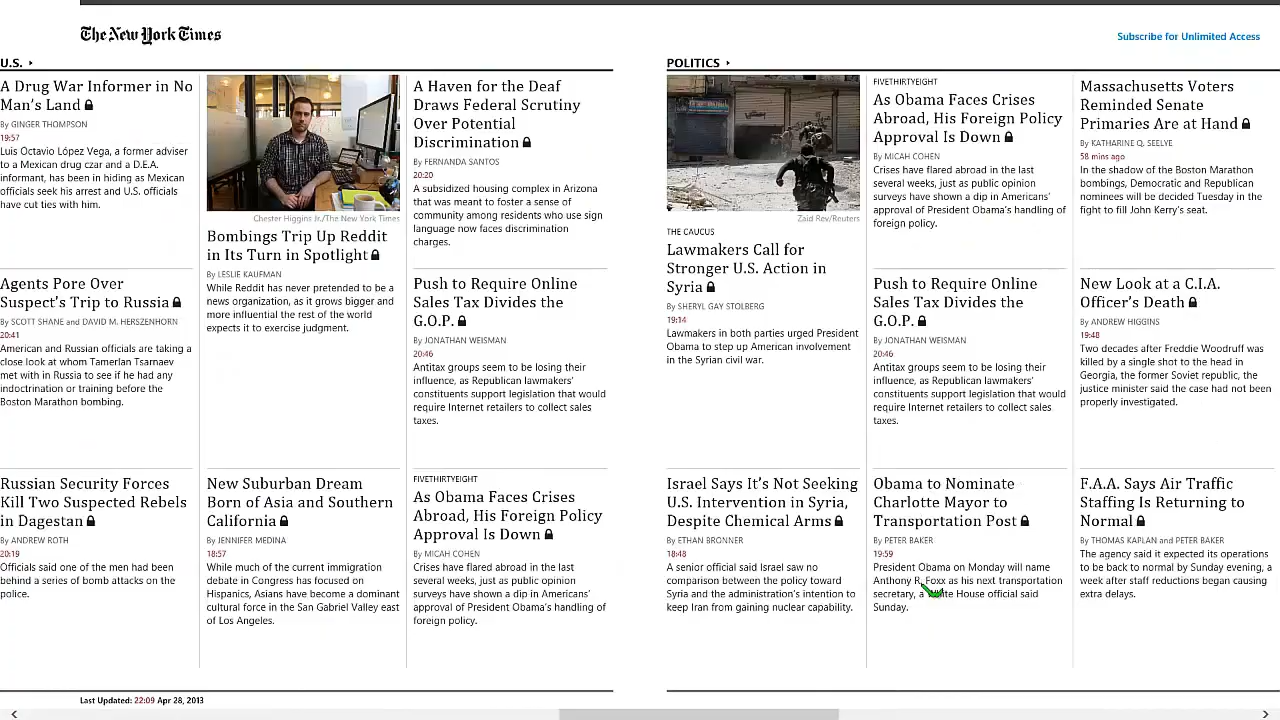 The New York Times
Subscribe for Unlimited Access
U.S.
A Drug War Informer in No
Man's Land
By GINGER THOMPSON
19:57
Luis Octavio López Vega, a former adviser
to a Mexican drug czar and a D.E.A.
informant, has been in hiding as Mexican
officials seek his arrest and U.S. officials
have cut ties with him.
Agents Pore Over
Suspect's Trip to Russia
By SCOTT SHANE and DAVID M. HERSZENHORN
20:41
American and Russian officials are taking a
close look at whom Tamerlan Tsarnaev
met with in Russia to see if he had any
indoctrination or training before the
Boston Marathon bombing.
Russian Security Forces
Kill Two Suspected Rebels
in Dagestan
By ANDREW ROTH
20:19
Officials said one of the men had been
behind a series of bomb attacks on the
police.
Chester Higgins Jr./The New York Times
Bombings Trip Up Reddit
in Its Turn in Spotlight
By LESLIE KAUFMAN
While Reddit has never pretended to be a
news organization, as it grows bigger and
more influential the rest of the world
expects it to exercise judgment.
New Suburban Dream
Born of Asia and Southern
California
By JENNIFER MEDINA
18:57
While much of the current immigration
debate in Congress has focused on
Hispanics, Asians have become a dominant
cultural force in the San Gabriel Valley east
of Los Angeles.
A Haven for the Deaf
Draws Federal Scrutiny
Over Potential
Discrimination
By FERNANDA SANTOS
20:20
A subsidized housing complex in Arizona
that was meant to foster a sense of
community among residents who use sign
language now faces discrimination
charges.
Push to Require Online
Sales Tax Divides the
G.O.P.
By JONATHAN WEISMAN
20:46
Antitax groups seem to be losing their
influence, as Republican lawmakers'
constituents support legislation that would
require Internet retailers to collect sales
taxes.
FIVETHIRTYEIGHT
As Obama Faces Crises
Abroad, His Foreign Policy
Approval Is Down
By MICAH COHEN
Crises have flared abroad in the last
several weeks, just as public opinion
surveys have shown a dip in Americans'
approval of President Obama's handling of
foreign policy.
POLITICS
Zaid Rev/Reuters
THE CAUCUS
Lawmakers Call for
Stronger U.S. Action in
Syria
By SHERYL GAY STOLBERG
19:14
Lawmakers in both parties urged President
Obama to step up American involvement
in the Syrian civil war.
Israel Says It's Not Seeking
U.S. Intervention in Syria,
Despite Chemical Arms
By ETHAN BRONNER
18:48
A senior official said Israel saw no
comparison between the policy toward
Syria and the administration's intention to
keep Iran from gaining nuclear capability.
FIVETHIRTYEIGHT
As Obama Faces Crises
Abroad, His Foreign Policy
Approval Is Down
By MICAH COHEN
Crises have flared abroad in the last
several weeks, just as public opinion
surveys have shown a dip in Americans'
approval of President Obama's handling of
foreign policy.
Push to Require Online
Sales Tax Divides the
G.O.P.
By JONATHAN WEISMAN
20:46
Antitax groups seem to be losing their
influence, as Republican lawmakers'
constituents support legislation that would
require Internet retailers to collect sales
taxes.
Obama to Nominate
Charlotte Mayor to
Transportation Post
By PETER BAKER
19:59
President Obama on Monday will name
Anthony R. Foxx as his next transportation
secretary, a House official said
Sunday.
Massachusetts Voters
Reminded Senate
Primaries Are at Hand
By KATHARINE Q. SEELYE
58 mins ago
In the shadow of the Boston Marathon
bombings, Democratic and Republican
nominees will be decided Tuesday in the
fight to fill John Kerry's seat.
New Look at a C.I.A.
Officer's Death
By ANDREW HIGGINS
19:48
Two decades after Freddie Woodruff was
killed by a single shot to the head in
Georgia, the former Soviet republic, the
justice minister said the case had not been
properly investigated.
F.A.A. Says Air Traffic
Staffing Is Returning to
Normal
By THOMAS KAPLAN and PETER BAKER
The agency said it expected its operations
to be back to normal by Sunday evening, a
week after staff reductions began causing
extra delays.
Last Updated: 22:09 Apr 28, 2013